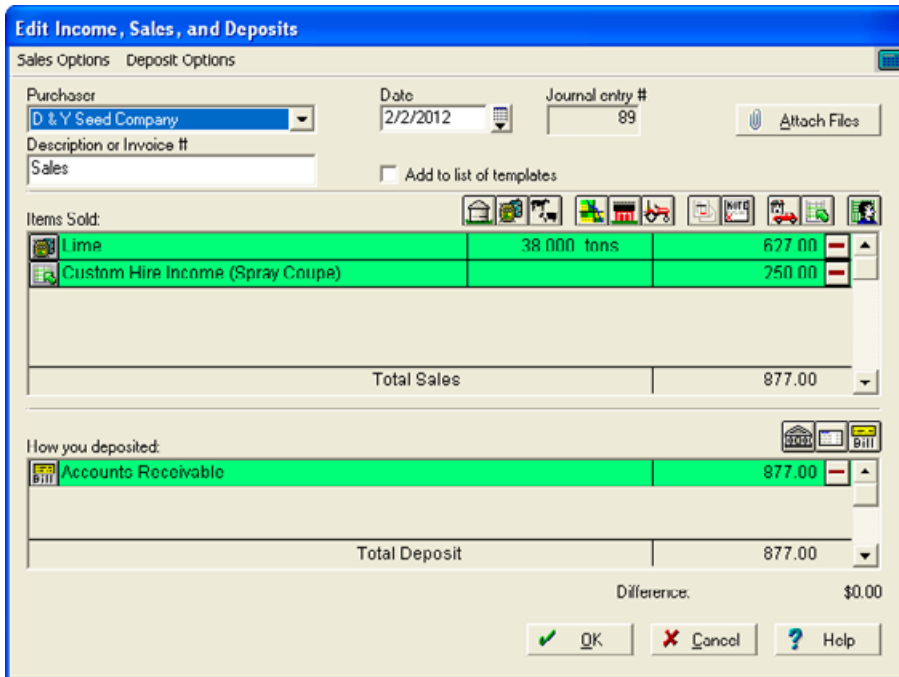 Edit Income, Sales, and Deposits
Sales Options Deposit Options
Purchaser Date Journal entry #
D & Y Seed Company 2/2/2012 89 Attach Files
Description or Invoice #
Sales Add to list of templates
Items Sold: NOTE
Lime 38.000 tons 627.00
Custom Hire Income (Spray Coupe) 250.00
Total Sales 877.00
How you deposited: Bill
Bill Accounts Receivable 877.00
Total Deposit 877.00
Difference: $0.00
OK Cancel Help